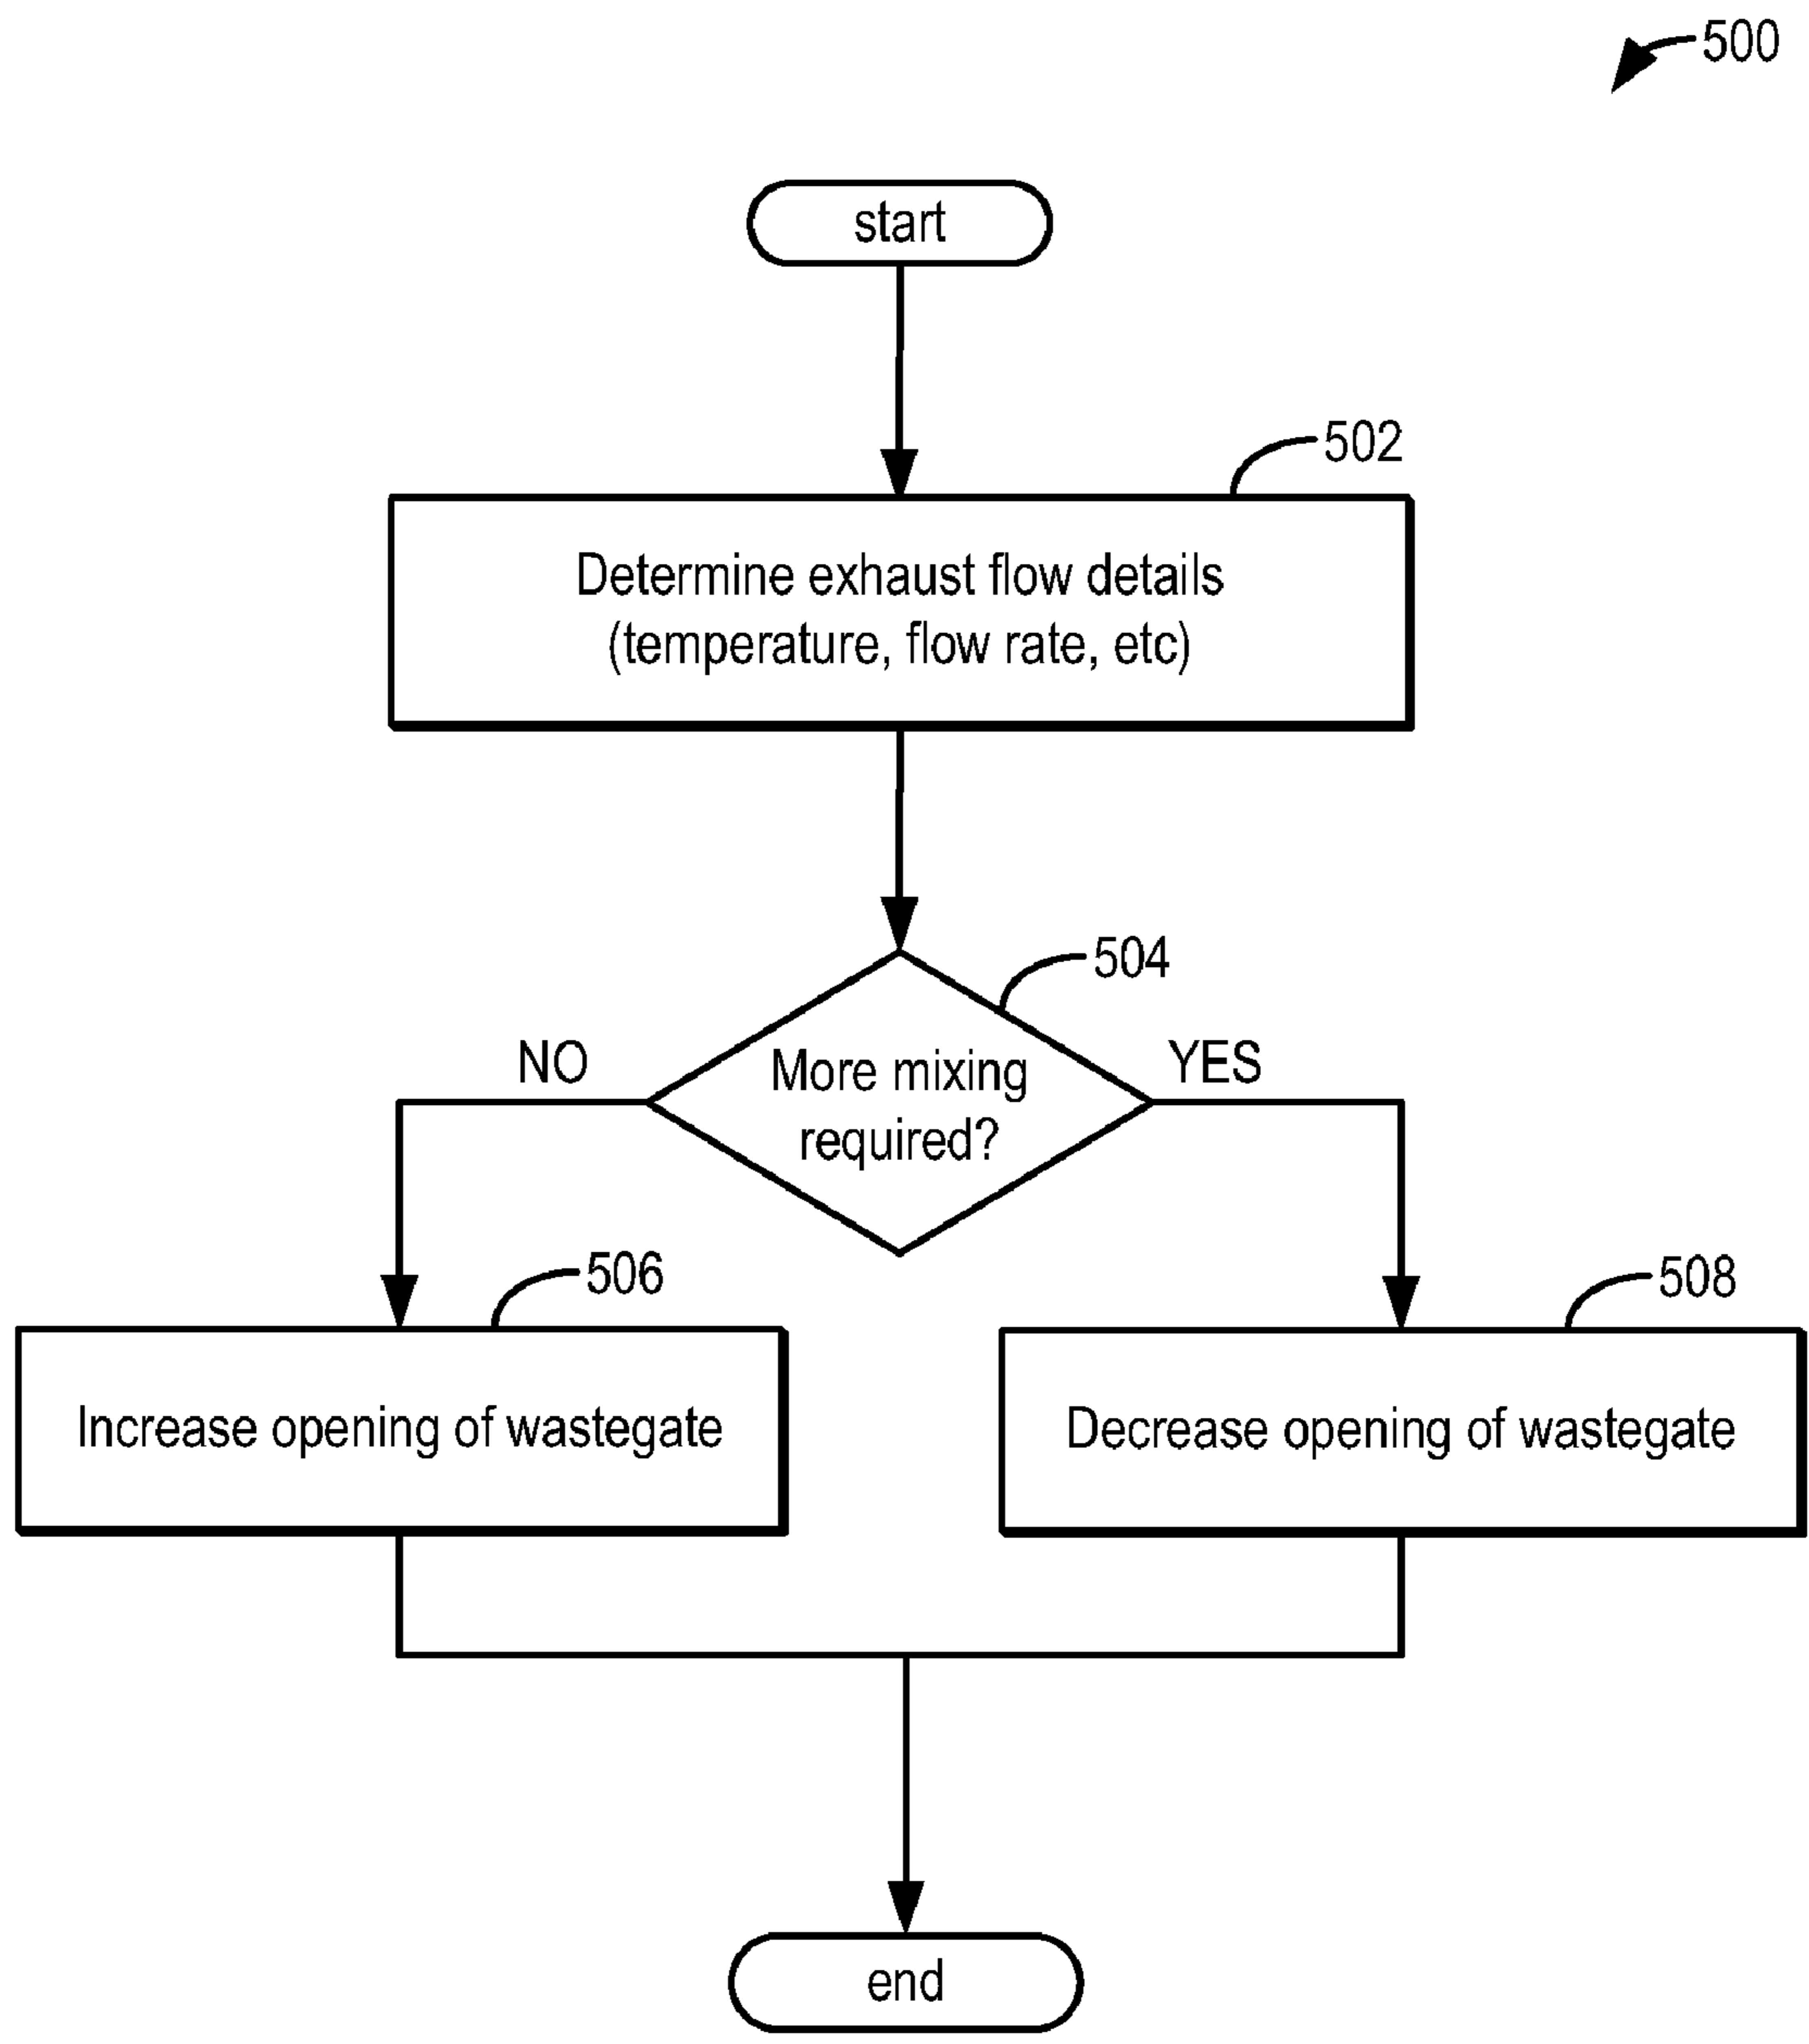 500
start
502
Determine exhaust flow details
(temperature, flow rate, etc)
504
NO
More mixing
required?
YES
506
508
Increase opening of wastegate
Decrease opening of wastegate
end